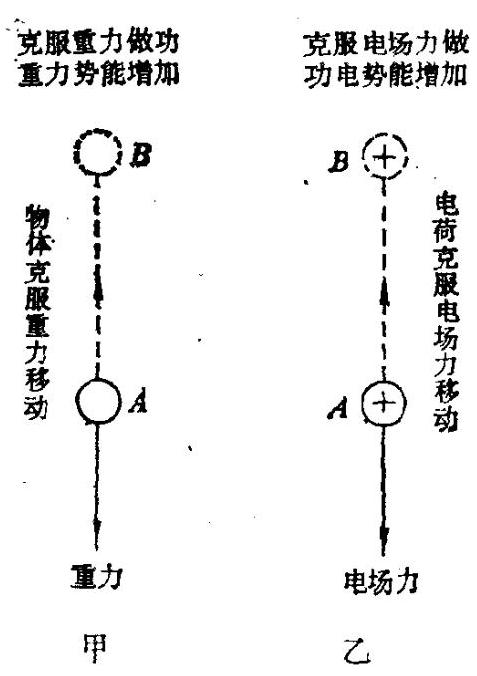 克服重力做功
重力势能增加
B
物体克服重力移动
A
重力
甲
克服电场力做
功电势能增加
B
+
电荷克服电场力移动
A
+
电场力
乙